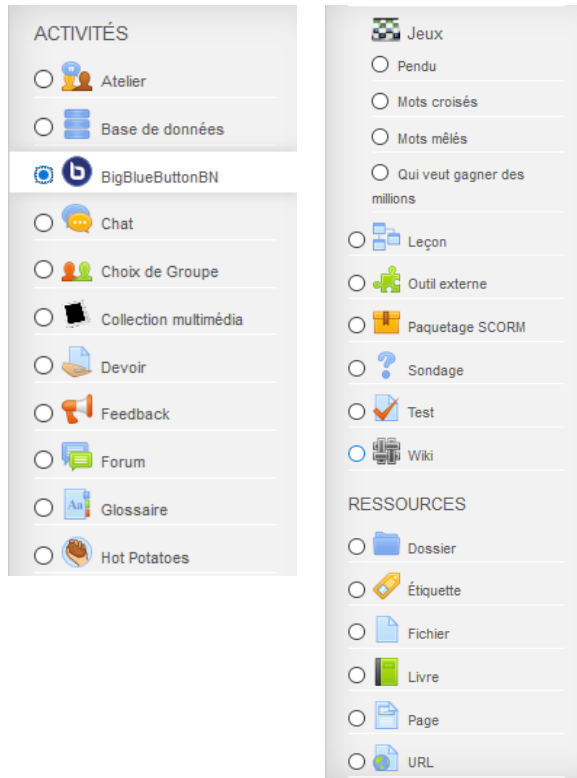 ACTIVITÉS
Atelier
Base de données
BigBlueButtonBN
Chat
Choix de Groupe
Collection multimédia
Devoir
Feedback
Forum
Glossaire
Hot Potatoes
Jeux
Pendu
Mots croisés
Mots mêlés
Qui veut gagner des
millions
Leçon
Outil externe
Paquetage SCORM
Sondage
Test
Wiki
RESSOURCES
Dossier
Étiquette
Fichier
Livre
Page
URL